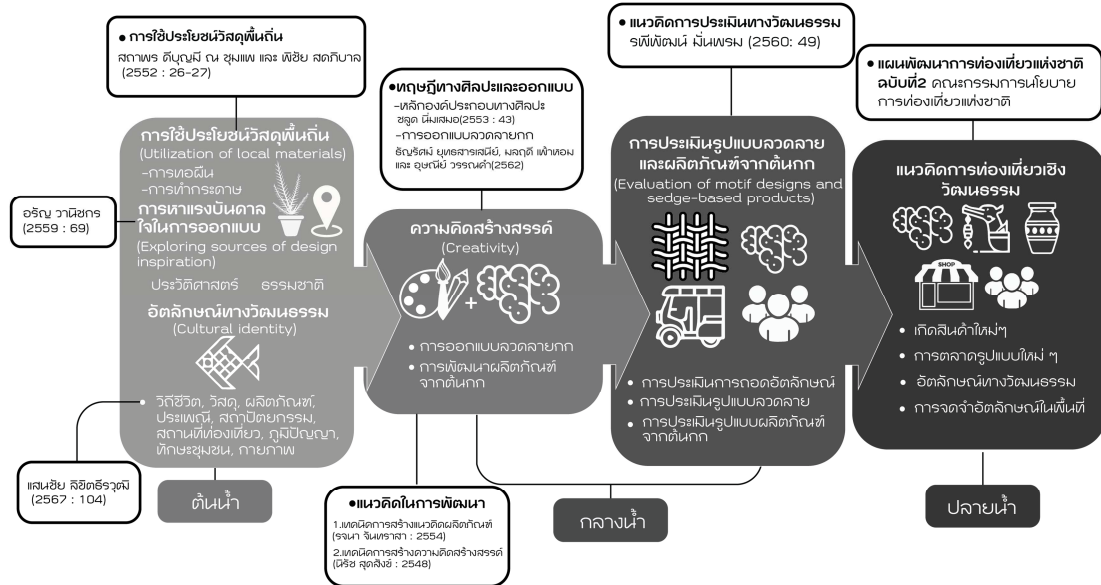 • การใช้ประโยชน์วัสดุพื้นถิ่น
สถาพร ดีบุญมี ณ ชุมแพ และ พิชัย สดภิบาล
(2552 : 26-27)
การใช้ประโยชน์วัสดุพื้นถิ่น
(Utilization of local materials)
-การทอผืน
-การทำกระดาษ
การหาแรงบันดาล
ใจในการออกแบบ
(Exploring sources of design
inspiration)
ประวัติศาสตร์ ธรรมชาติ
อัตลักษณ์ทางวัฒนธรรม
(Cultural identity)
• วิถีชีวิต, วัสดุ, ผลิตภัณฑ์,
ประเพณี, สถาปัตยกรรม,
สถานที่ท่องเที่ยว, ภูมิปัญญา,
ทักษะชุมชน, กายภาพ
อรัญ วานิชกร
(2559 : 69)
แสนชัย ลิขิตธีรวุฒิ
(2567 : 104)
ต้นน้ำ
•ทฤษฎีทางศิลปะและออกแบบ
-หลักองค์ประกอบทางศิลปะ
ชลูด นิ่มเสมอ(2553 : 43)
-การออกแบบลวดลายกก
ธัญรัศมิ์ ยุทธสารเสนีย์, มลฤดี เฟ้าหอม
และ อุษณีย์ วรรณคำ(2562)
ความคิดสร้างสรรค์
(Creativity)
+
• การออกแบบลวดลายกก
• การพัฒนาผลิตภัณฑ์
จากต้นกก
•แนวคิดในการพัฒนา
1.เทคนิคการสร้างแนวคิดผลิตภัณฑ์
(รจนา จันทราสา : 2554)
2.เทคนิคการสร้างความคิดสร้างสรรค์
(นิรัช สุดสังข์ : 2548)
กลางน้ำ
• แนวคิดการประเมินทางวัฒนธรรม
รพีพัฒน์ มั่นพรม (2560: 49)
การประเมินรูปแบบลวดลาย
และผลิตภัณฑ์จากต้นกก
(Evaluation of motif designs and
sedge-based products)
• การประเมินการถอดอัตลักษณ์
• การประเมินรูปแบบลวดลาย
• การประเมินรูปแบบผลิตภัณฑ์
จากต้นกก
• แผนพัฒนาการท่องเที่ยวแห่งชาติ
ฉบับที่2 คณะกรรมการนโยบาย
การท่องเที่ยวแห่งชาติ
แนวคิดการท่องเที่ยวเชิง
วัฒนธรรม
SHOP
• เกิดสินค้าใหม่ๆ
• การตลาดรูปแบบใหม่ ๆ
• อัตลักษณ์ทางวัฒนธรรม
• การจดจำอัตลักษณ์ในพื้นที่
ปลายน้ำ